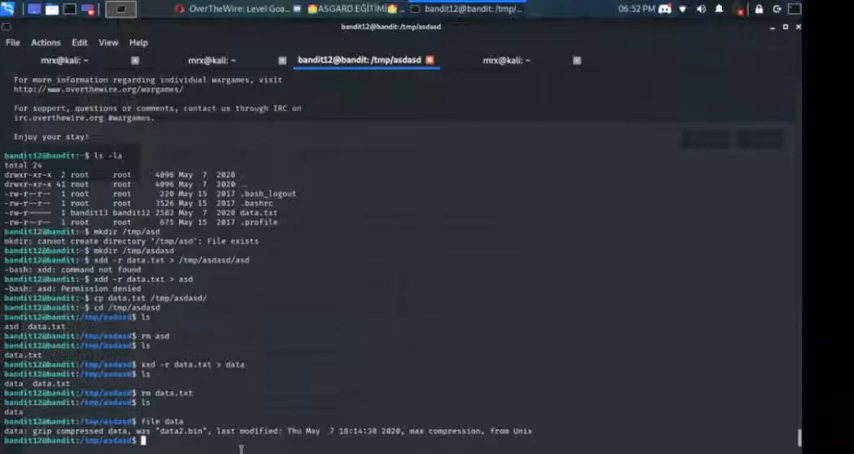 OverTheWire: Level Goa...
ASGARD EĞİTİMİ
bandit12@bandit: /tmp/...
06:52 PM
bandit12@bandit: /tmp/asdasd
File Actions Edit View Help
mrx@kali: ~ mrx@kali: ~ bandit12@bandit: /tmp/asdasd mrx@kali: ~
For more information regarding individual wargames, visit
http://www.overthewire.org/wargames/
For support, questions or comments, contact us through IRC on
irc.overthewire.org #wargames.
Enjoy your stay!
bandit12@bandit:~$ ls -la
total 24
drwxr-xr-x 2 root root 4096 May 7 2020 .
drwxr-xr-x 41 root root 4096 May 7 2020 ..
-rw-r--r-- 1 root root 220 May 15 2017 .bash_logout
-rw-r--r-- 1 root root 3526 May 15 2017 .bashrc
-rw-r----- 1 bandit13 bandit12 2582 May 7 2020 data.txt
-rw-r--r-- 1 root root 675 May 15 2017 .profile
bandit12@bandit:~$ mkdir /tmp/asd
mkdir: cannot create directory '/tmp/asd': File exists
bandit12@bandit:~$ mkdir /tmp/asdasd
bandit12@bandit:~$ xdd -r data.txt > /tmp/asdasd/asd
-bash: xdd: command not found
bandit12@bandit:~$ xdd -r data.txt > asd
-bash: asd: Permission denied
bandit12@bandit:~$ cp data.txt /tmp/asdasd/
bandit12@bandit:~$ cd /tmp/asdasd
bandit12@bandit:/tmp/asdasd$ ls
asd data.txt
bandit12@bandit:/tmp/asdasd$ rm asd
bandit12@bandit:/tmp/asdasd$ ls
data.txt
bandit12@bandit:/tmp/asdasd$ xxd -r data.txt > data
bandit12@bandit:/tmp/asdasd$ ls
data data.txt
bandit12@bandit:/tmp/asdasd$ rm data.txt
bandit12@bandit:/tmp/asdasd$ ls
data
bandit12@bandit:/tmp/asdasd$ file data
data: gzip compressed data, was "data2.bin", last modified: Thu May 7 18:14:30 2020, max compression, from Unix
bandit12@bandit:/tmp/asdasd$